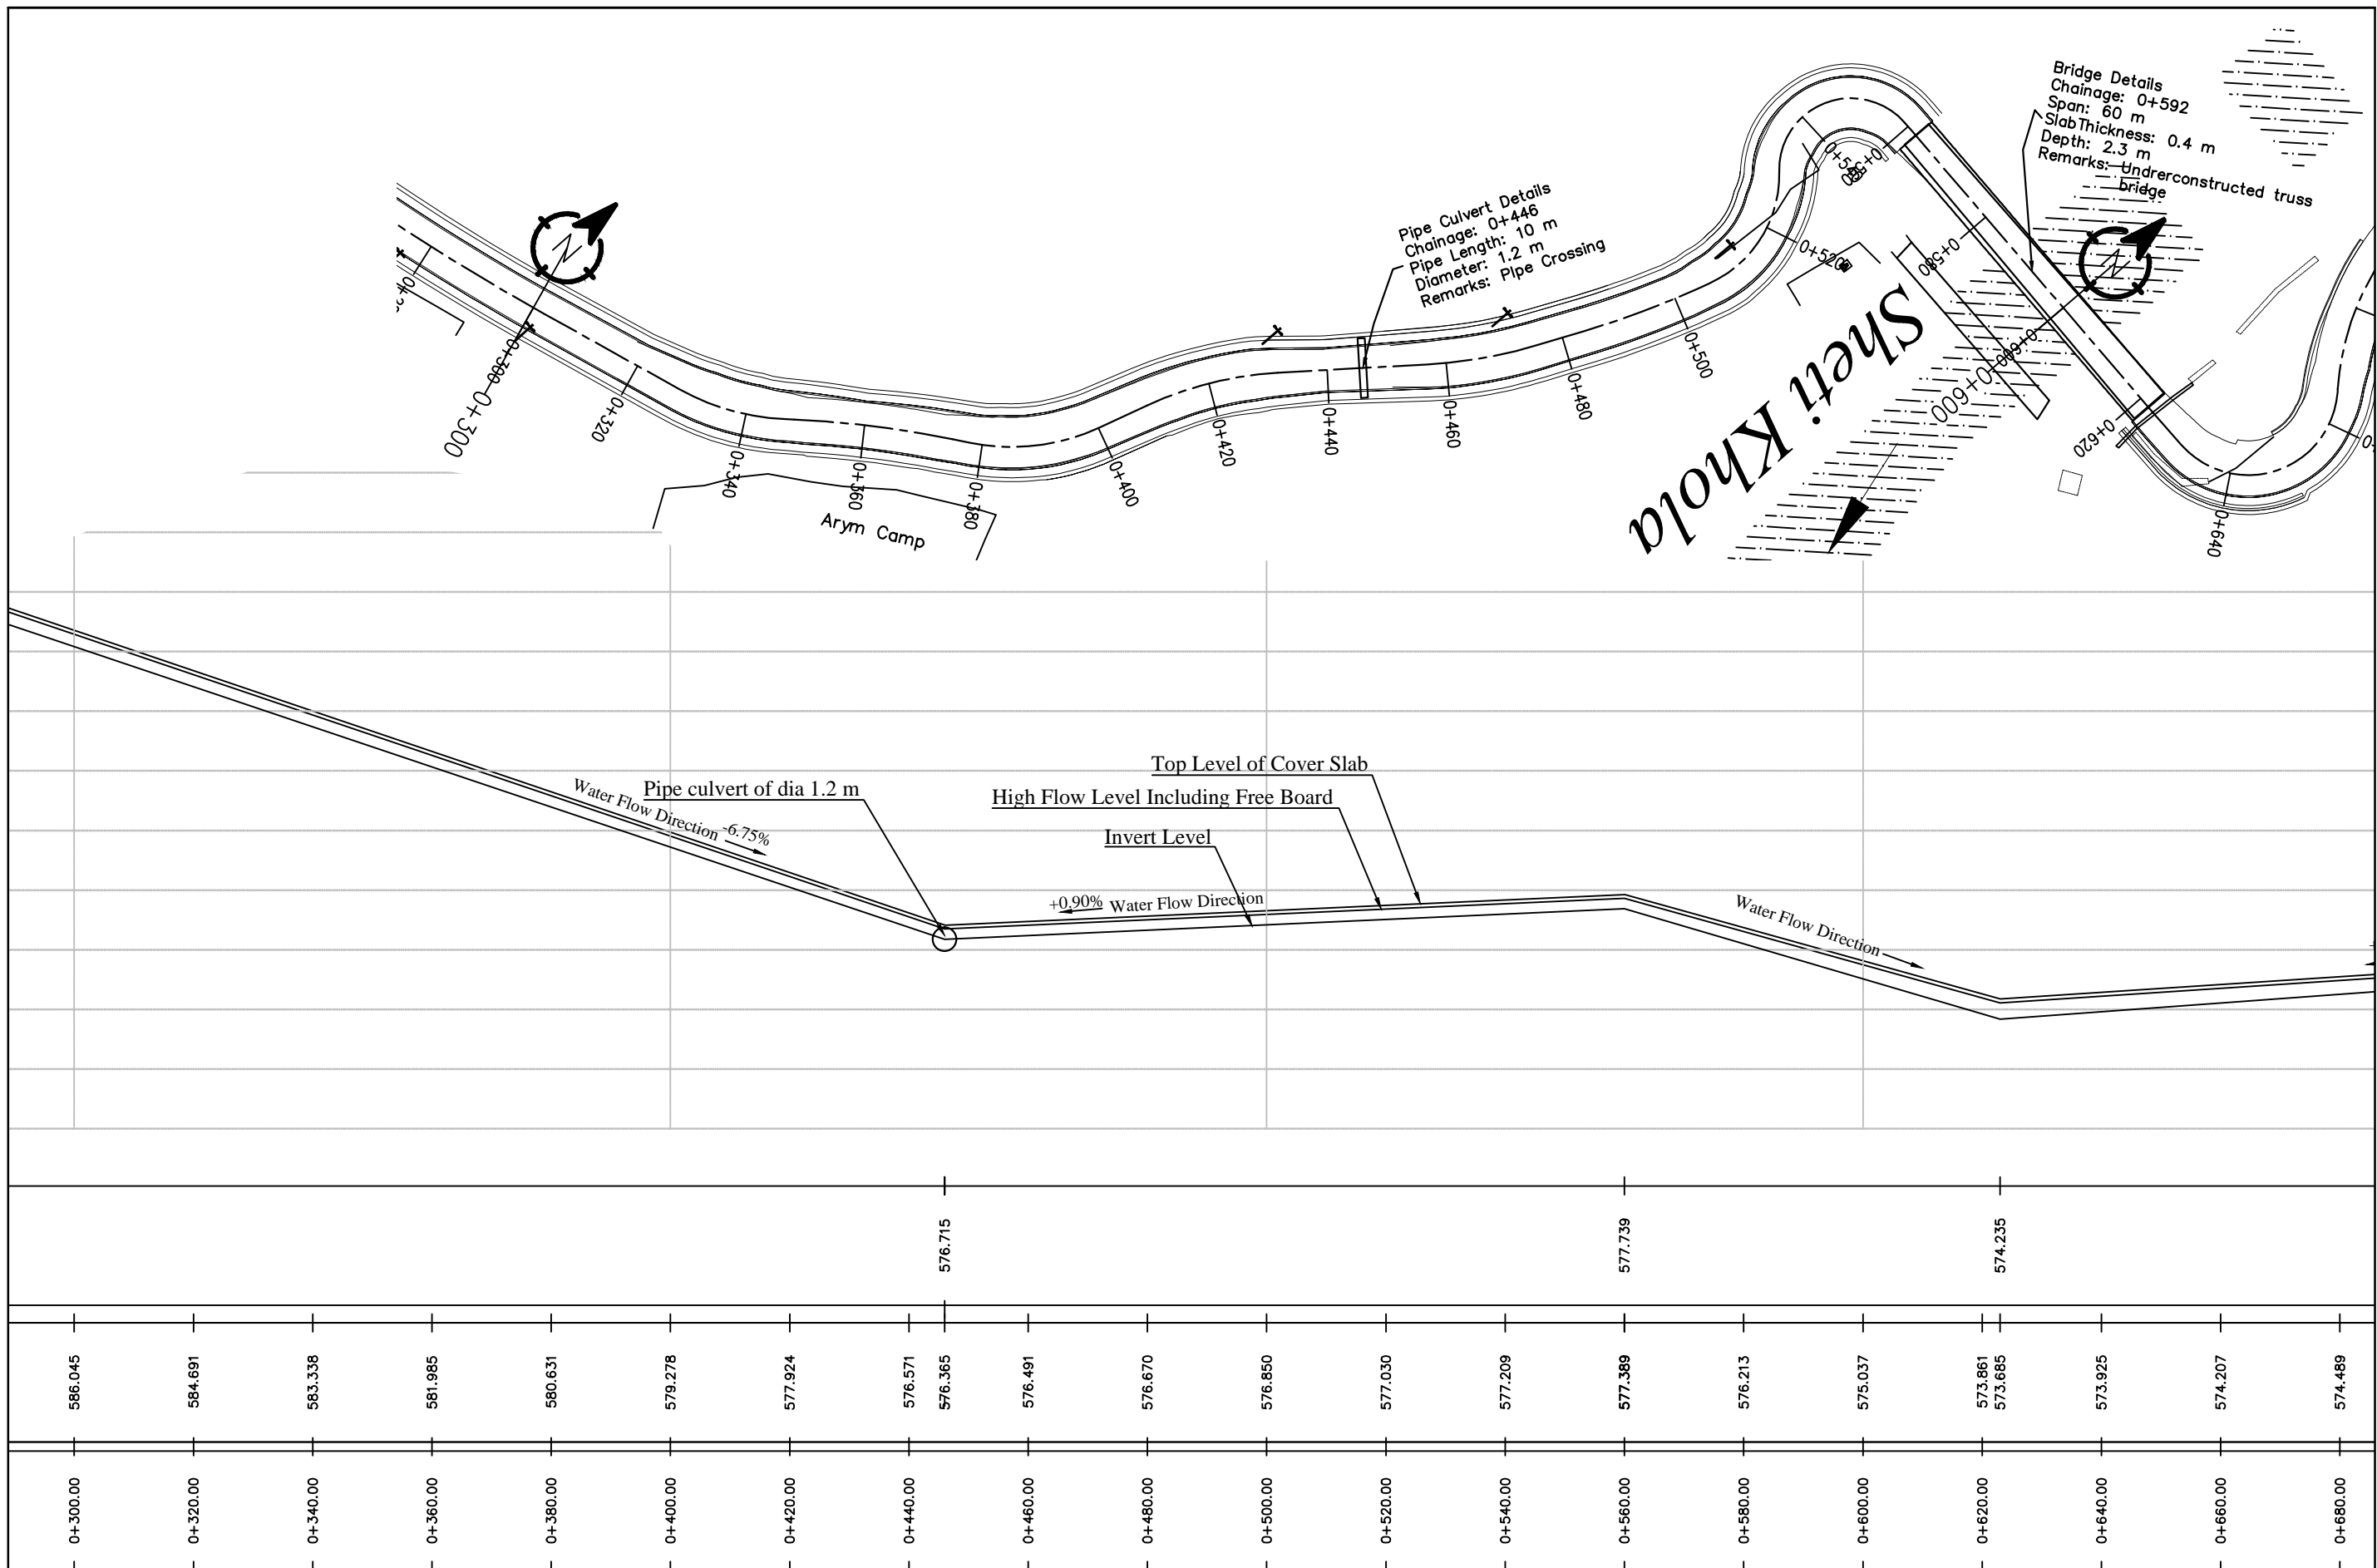 Bridge Details
Chainage: 0+592
Span: 60 m
SlabThickness: 0.4 m
Depth: 2.3 m
Remarks: Undrerconstructed truss
bridge
Pipe Culvert Details
Chainage: 0+446
Pipe Length: 10 m
Diameter: 1.2 m
Remarks: Pipe Crossing
N
N
0+300
0+300
0+320
0+340
0+360
0+380
0+400
0+420
0+440
0+460
0+480
0+500
0+520
0+540
0+560
0+580
0+600
0+600
0+620
0+640
Arym Camp
Sheti Khola
Top Level of Cover Slab
Pipe culvert of dia 1.2 m
High Flow Level Including Free Board
Invert Level
Water Flow Direction
-6.75%
+0.90%
Water Flow Direction
Water Flow Direction
576.715
577.739
574.235
586.045
584.691
583.338
581.985
580.631
579.278
577.924
576.571
576.365
576.491
576.670
576.850
577.030
577.209
577.389
576.213
575.037
573.861
573.685
573.925
574.207
574.489
0+300.00
0+320.00
0+340.00
0+360.00
0+380.00
0+400.00
0+420.00
0+440.00
0+460.00
0+480.00
0+500.00
0+520.00
0+540.00
0+560.00
0+580.00
0+600.00
0+620.00
0+640.00
0+660.00
0+680.00